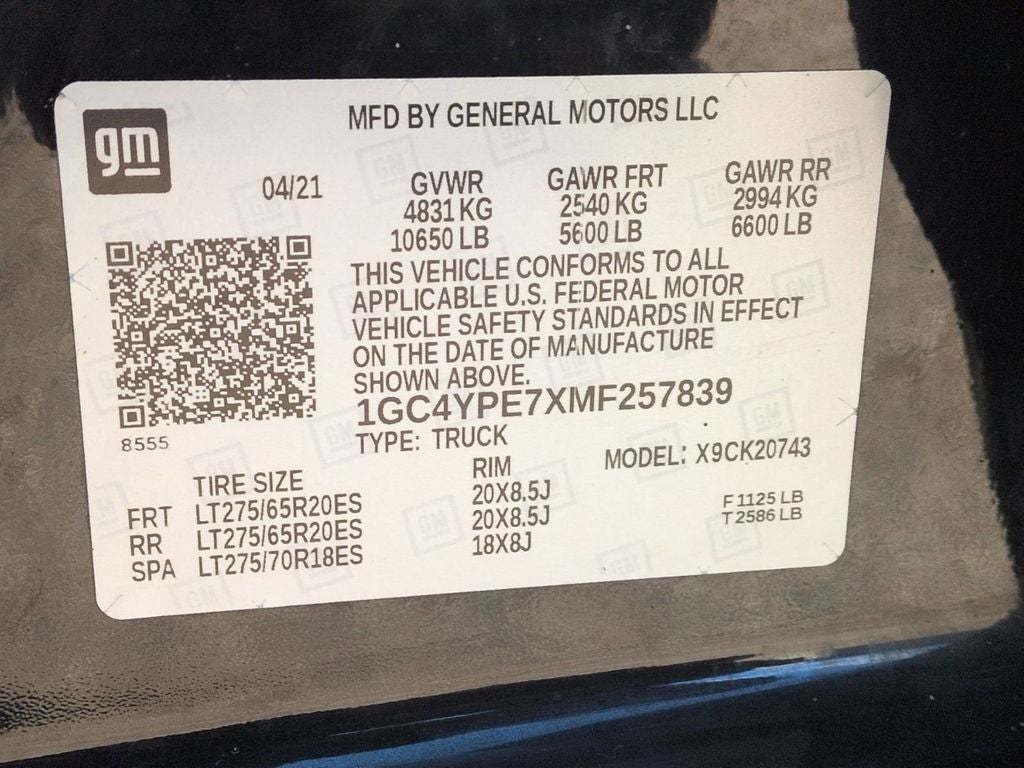 gm
MFD BY GENERAL MOTORS LLC
04/21
GVWR GAWR FRT GAWR RR
4831 KG 2540 KG 2994 KG
10650 LB 5600 LB 6600 LB
THIS VEHICLE CONFORMS TO ALL
APPLICABLE U.S. FEDERAL MOTOR
VEHICLE SAFETY STANDARDS IN EFFECT
ON THE DATE OF MANUFACTURE
SHOWN ABOVE.
1GC4YPE7XMF257839
8555
TYPE: TRUCK
MODEL: X9CK20743
TIRE SIZE RIM
FRT LT275/65R20ES 20X8.5J
RR LT275/65R20ES 20X8.5J
SPA LT275/70R18ES 18X8J
F1125 LB
T2586 LB